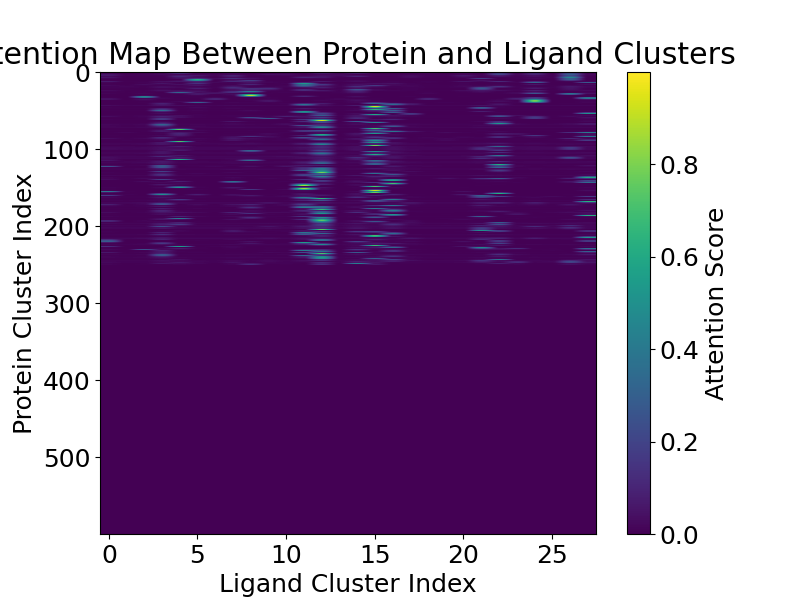 tention Map Between Protein and Ligand Clusters
0
100
200
300
400
500
Protein Cluster Index
0 5 10 15 20 25
Ligand Cluster Index
0.8
0.6
0.4
0.2
0.0
Attention Score